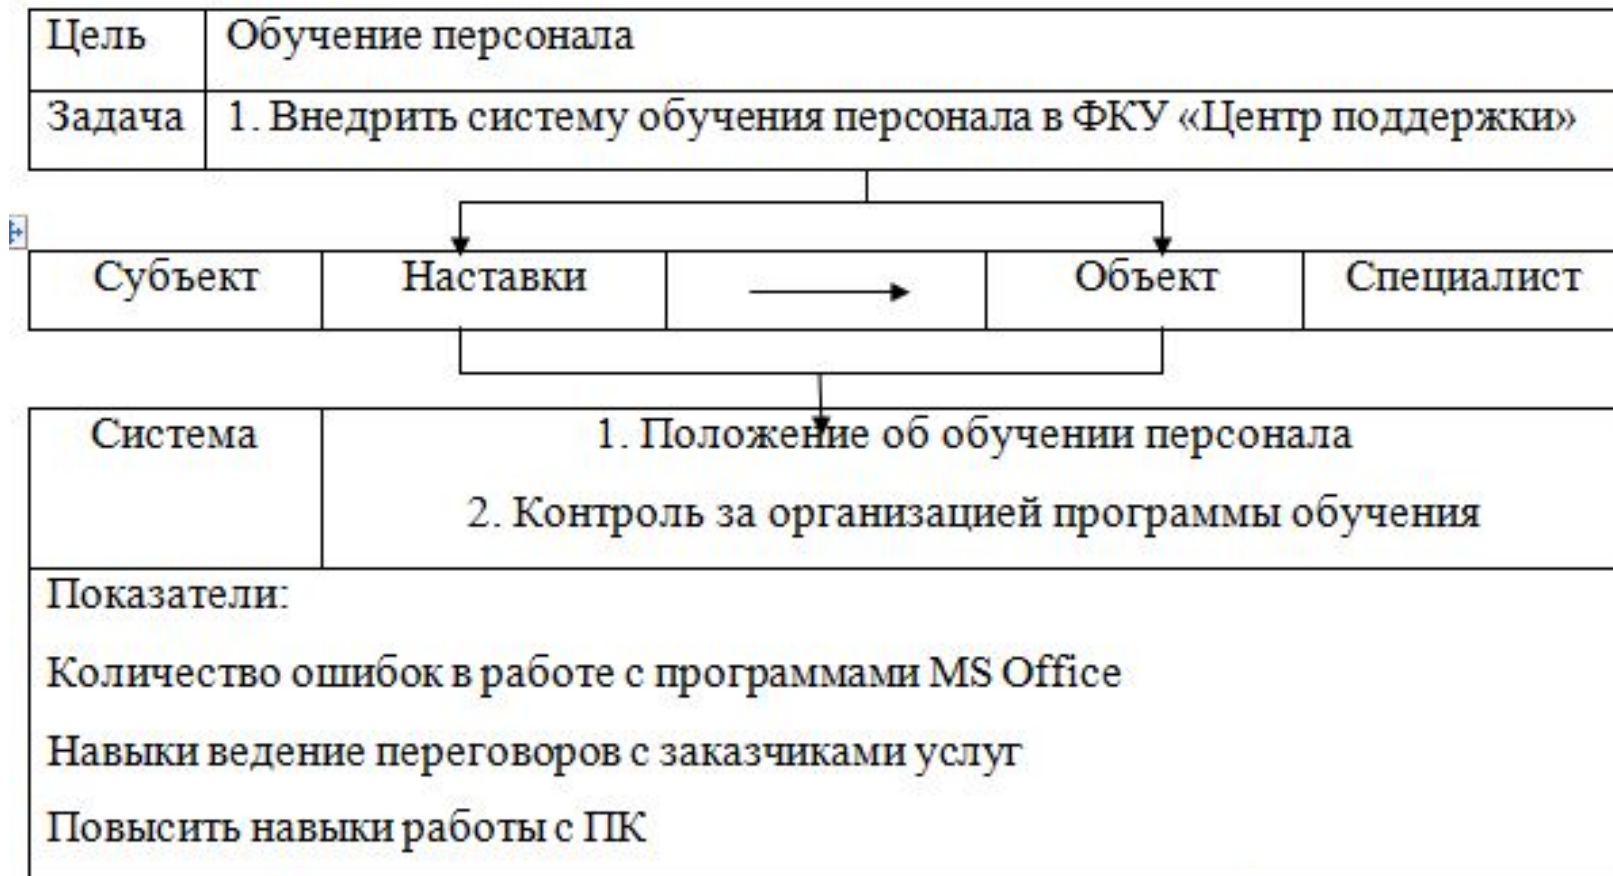 Цель Обучение персонала
Задача 1. Внедрить систему обучения персонала в ФКУ «Центр поддержки»
Субъект Наставки Объект Специалист
Система 1. Положение об обучении персонала
2. Контроль за организацией программы обучения
Показатели:
Количество ошибок в работе с программами MS Office
Навыки ведение переговоров с заказчиками услуг
Повысить навыки работы с ПК